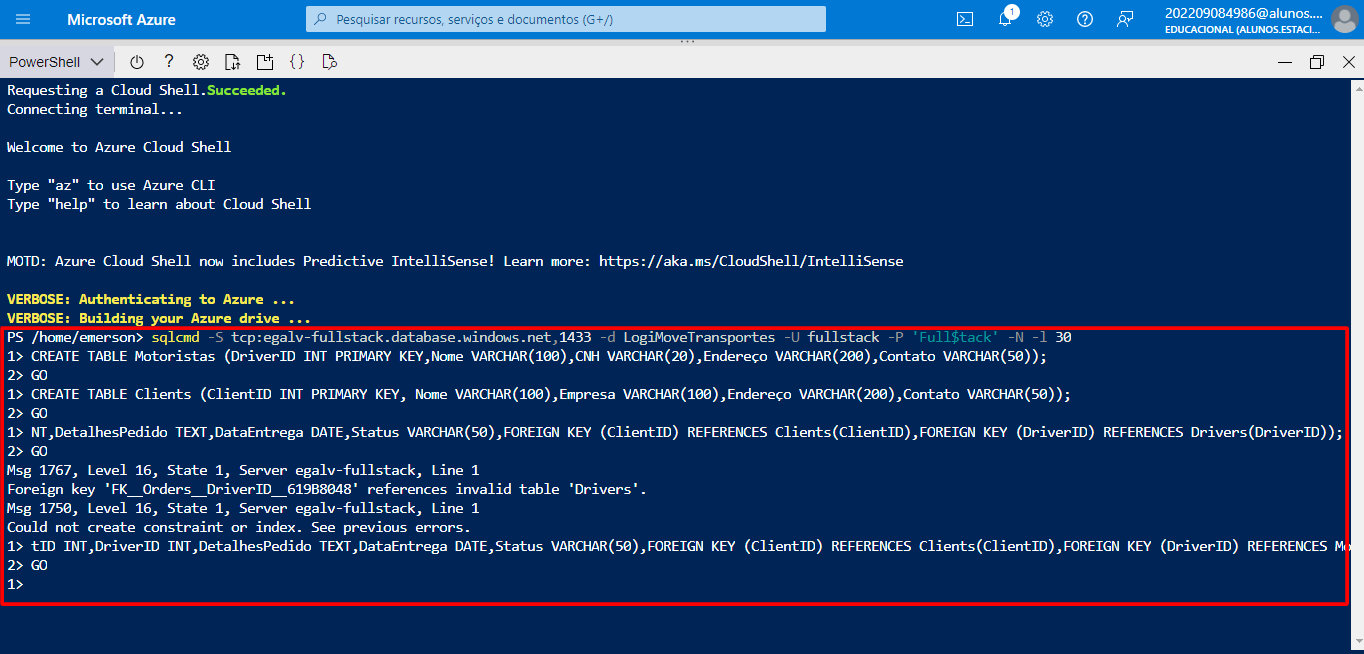 Microsoft Azure
Pesquisar recursos, serviços e documentos (G+/)
1
202209084986@alunos....
EDUCACIONAL (ALUNOS.ESTACI...
PowerShell
Requesting a Cloud Shell.Succeeded.
Connecting terminal...
Welcome to Azure Cloud Shell
Type "az" to use Azure CLI
Type "help" to learn about Cloud Shell
MOTD: Azure Cloud Shell now includes Predictive IntelliSense! Learn more: https://aka.ms/CloudShell/IntelliSense
VERBOSE: Authenticating to Azure ...
VERBOSE: Building your Azure drive ...
PS /home/emerson> sqlcmd -S tcp:egalv-fullstack.database.windows.net,1433 -d LogiMoveTransportes -U fullstack -P 'Full$tack' -N -l 30
1> CREATE TABLE Motoristas (DriverID INT PRIMARY KEY,Nome VARCHAR(100),CNH VARCHAR(20),Endereço VARCHAR(200),Contato VARCHAR(50));
2> GO
1> CREATE TABLE Clients (ClientID INT PRIMARY KEY, Nome VARCHAR(100),Empresa VARCHAR(100),Endereço VARCHAR(200),Contato VARCHAR(50));
2> GO
1> NT,DetalhesPedido TEXT,DataEntrega DATE,Status VARCHAR(50),FOREIGN KEY (ClientID) REFERENCES Clients(ClientID),FOREIGN KEY (DriverID) REFERENCES Drivers(DriverID));
2> GO
Msg 1767, Level 16, State 1, Server egalv-fullstack, Line 1
Foreign key 'FK__Orders__DriverID__619B8048' references invalid table 'Drivers'.
Msg 1750, Level 16, State 1, Server egalv-fullstack, Line 1
Could not create constraint or index. See previous errors.
1> tID INT,DriverID INT,DetalhesPedido TEXT,DataEntrega DATE,Status VARCHAR(50),FOREIGN KEY (ClientID) REFERENCES Clients(ClientID),FOREIGN KEY (DriverID) REFERENCES Mo
2> GO
1>